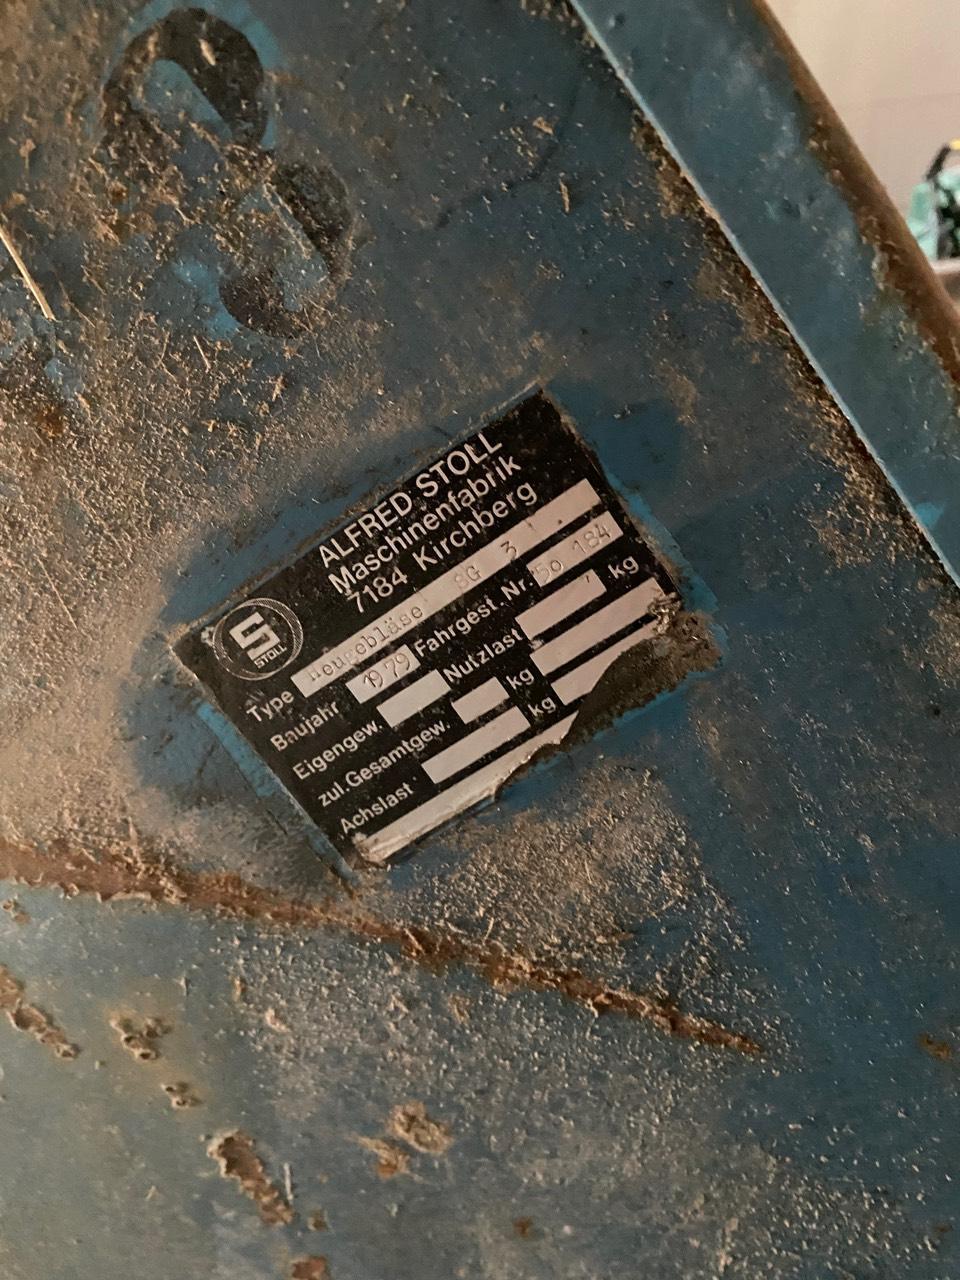 ALFRED STOLL
Maschinenfabrik
7184 Kirchberg
STOLL
Type Heugebläse SG 3
Baujahr 1979 Fahrgest. Nr. 50 184
Eigengew. Nutzlast kg
zul. Gesamtgew. kg
Achslast kg